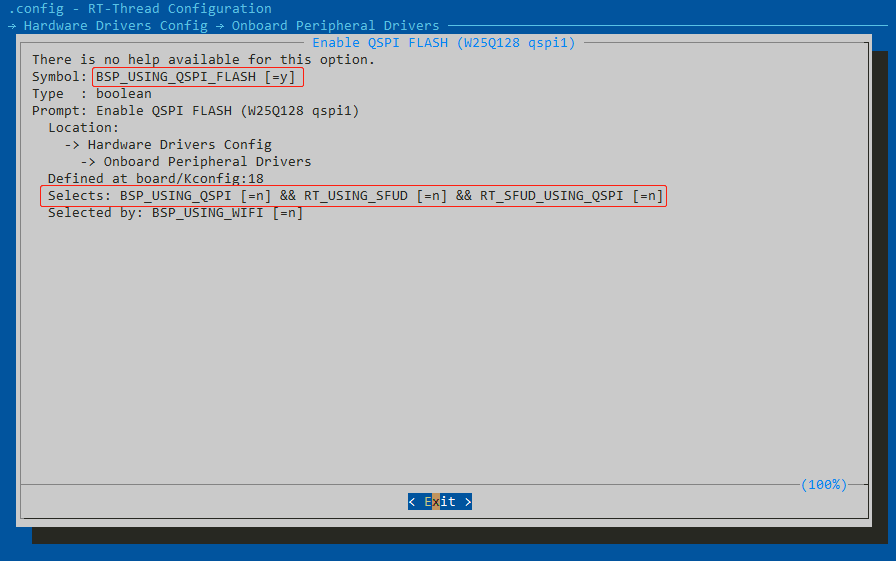 .config - RT-Thread Configuration
→ Hardware Drivers Config → Onboard Peripheral Drivers
Enable QSPI FLASH (W25Q128 qspi1)
There is no help available for this option.
Symbol: BSP_USING_QSPI_FLASH [=y]
Type  : boolean
Prompt: Enable QSPI FLASH (W25Q128 qspi1)
Location:
-> Hardware Drivers Config
-> Onboard Peripheral Drivers
Defined at board/Kconfig:18
Selects: BSP_USING_QSPI [=n] && RT_USING_SFUD [=n] && RT_SFUD_USING_QSPI [=n]
Selected by: BSP_USING_WIFI [=n]
(100%)
< Exit >